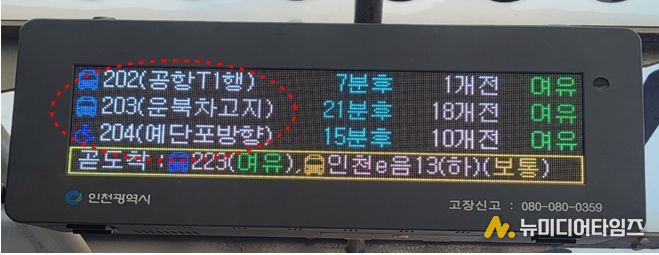 202(공항T1행) 7분후 1개전 여유
203(운북차고지) 21분후 18개전 여유
204(예단포방향) 15분후 10개전 여유
곧도착 : 223(여유), 인천e음13(하)(보통)
인천광역시 고장신고 : 080-080-0359
뉴미디어타임즈